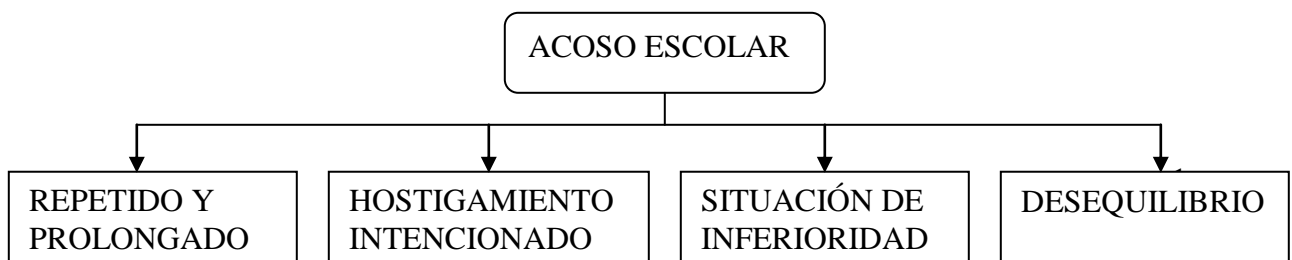 ACOSO ESCOLAR
REPETIDO Y
PROLONGADO
HOSTIGAMIENTO
INTENCIONADO
SITUACIÓN DE
INFERIORIDAD
DESEQUILIBRIO